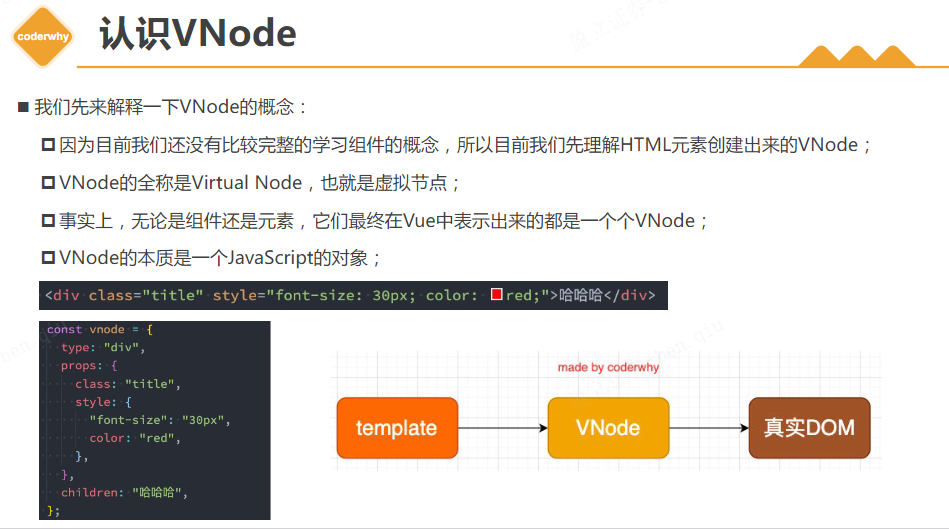 coderwhy
认识VNode
■ 我们先来解释一下VNode的概念：
因为目前我们还没有比较完整的学习组件的概念，所以目前我们先理解HTML元素创建出来的VNode；
VNode的全称是Virtual Node，也就是虚拟节点；
事实上，无论是组件还是元素，它们最终在Vue中表示出来的都是一个个VNode；
VNode的本质是一个JavaScript的对象；
<div class="title" style="font-size: 30px; color: red;">哈哈哈</div>
const vnode = {
type: "div",
props: {
class: "title",
style: {
"font-size": "30px",
color: "red",
},
},
children: "哈哈哈",
};
made by coderwhy
template
VNode
真实DOM